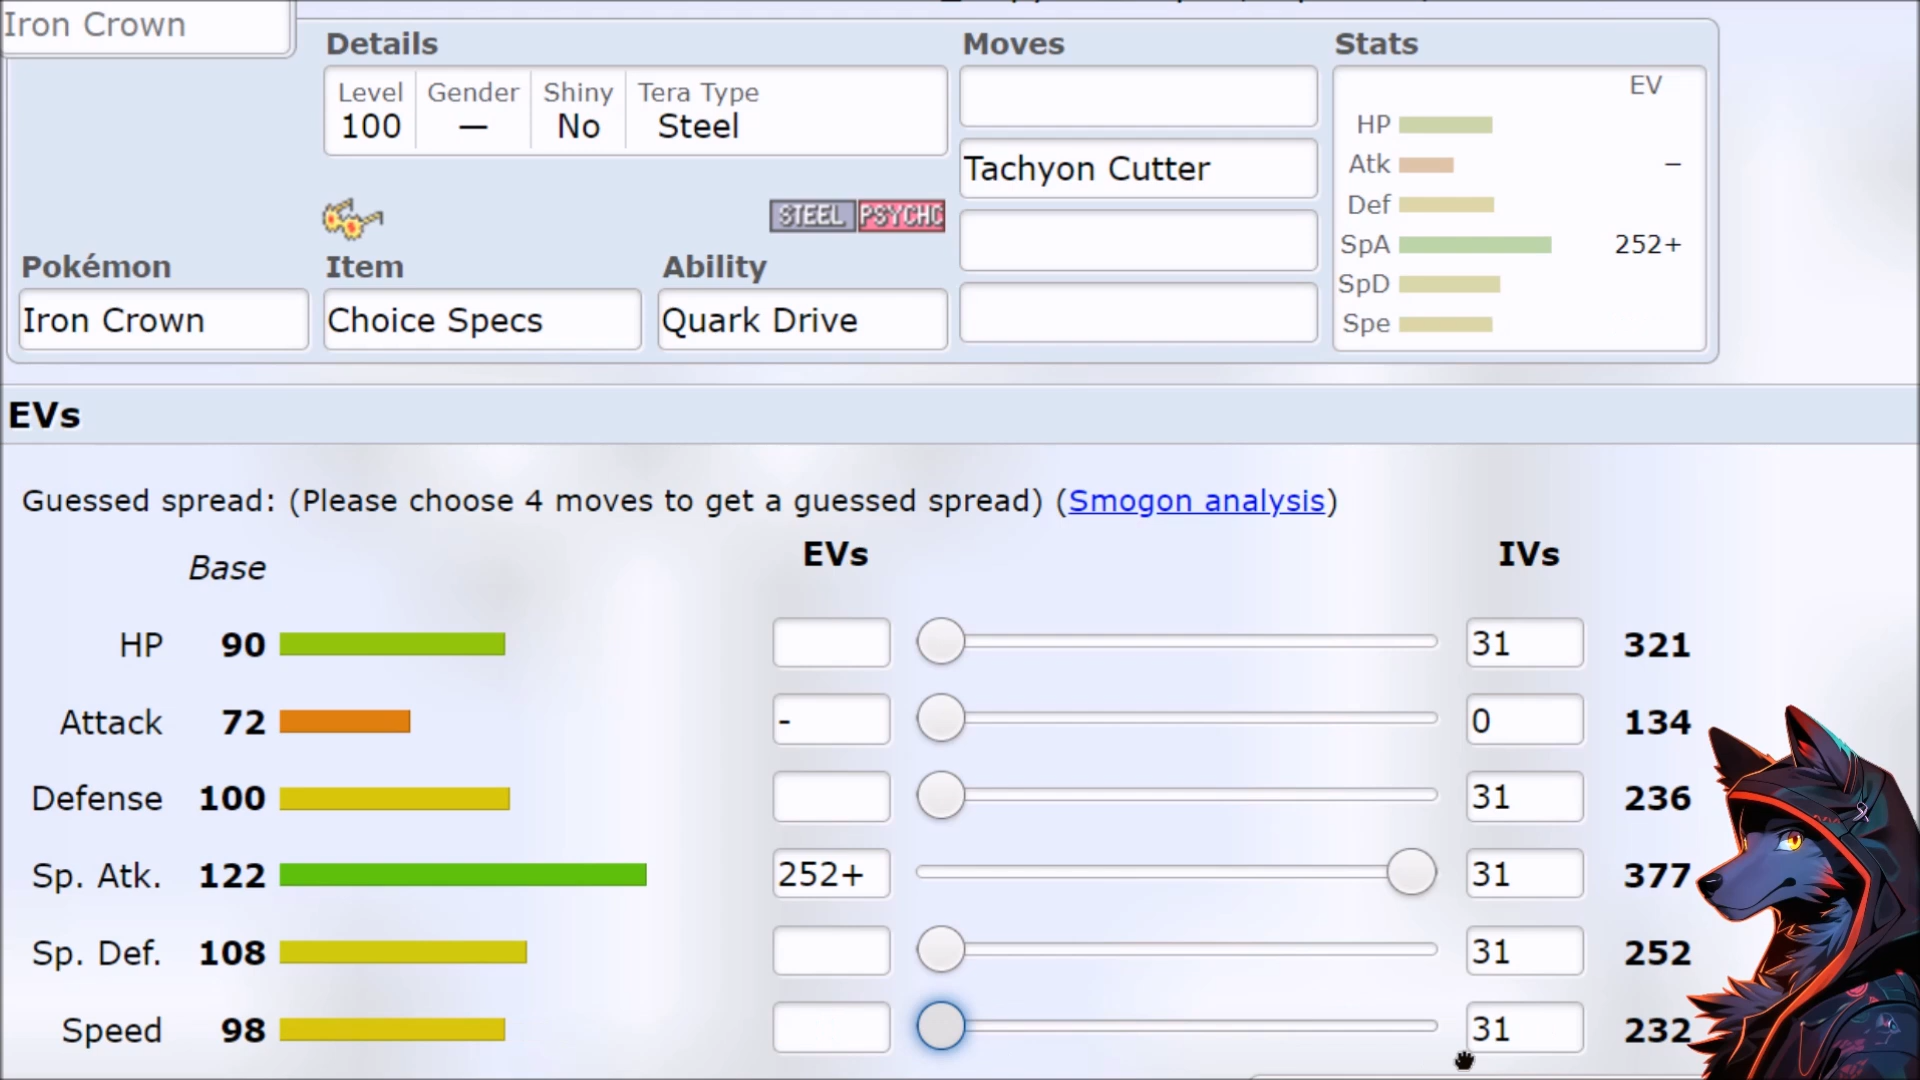 Iron Crown
Details
Moves
Stats
Level
Gender
Shiny
Tera Type
100
—
No
Steel
Tachyon Cutter
EV
HP
Atk –
Def
SpA 252+
SpD
Spe
STEEL PSYCHC
Pokémon
Item
Ability
Iron Crown
Choice Specs
Quark Drive
EVs
Guessed spread: (Please choose 4 moves to get a guessed spread) (Smogon analysis)
Base
EVs
IVs
HP 90 31 321
Attack 72 - 0 134
Defense 100 31 236
Sp. Atk. 122 252+ 31 377
Sp. Def. 108 31 252
Speed 98 31 232